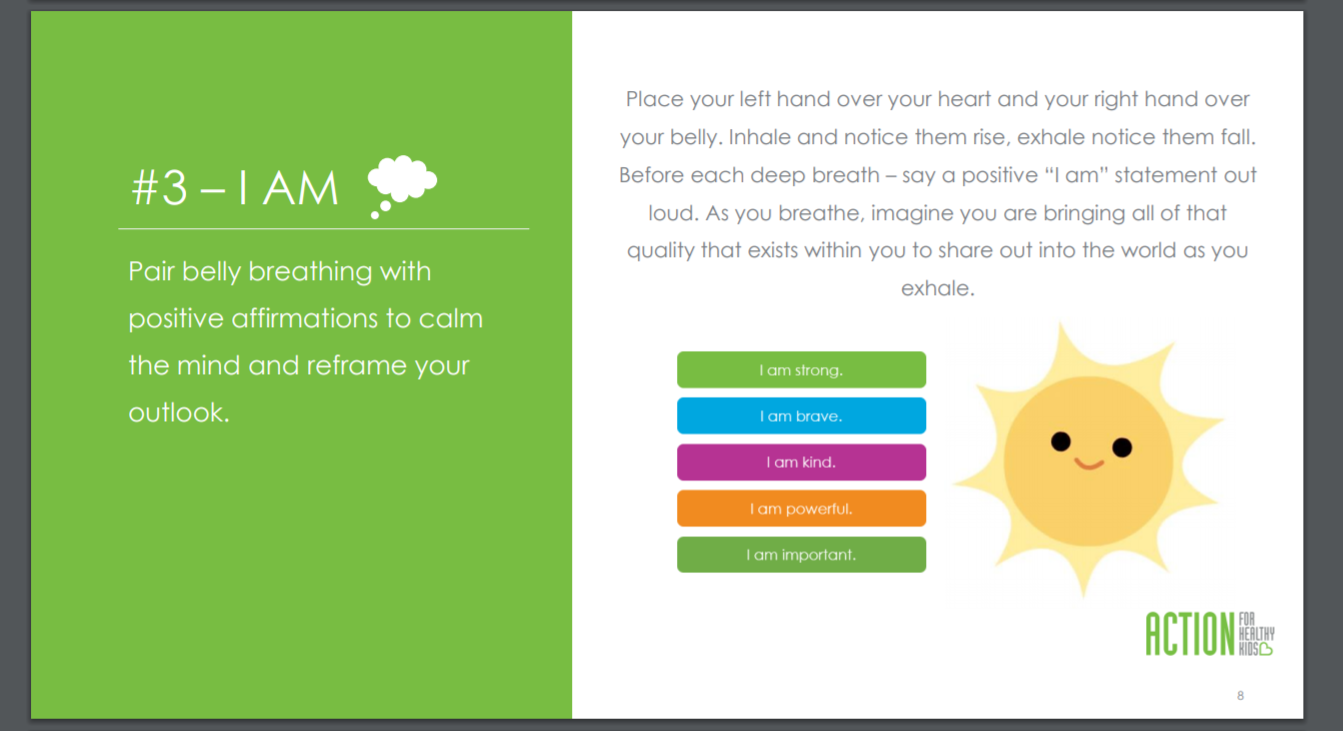 #3 – I AM
Pair belly breathing with
positive affirmations to calm
the mind and reframe your
outlook.
Place your left hand over your heart and your right hand over
your belly. Inhale and notice them rise, exhale notice them fall.
Before each deep breath – say a positive “I am” statement out
loud. As you breathe, imagine you are bringing all of that
quality that exists within you to share out into the world as you
exhale.
I am strong.
I am brave.
I am kind.
I am powerful.
I am important.
ACTION
FOR
HEALTHY
KIDS
8